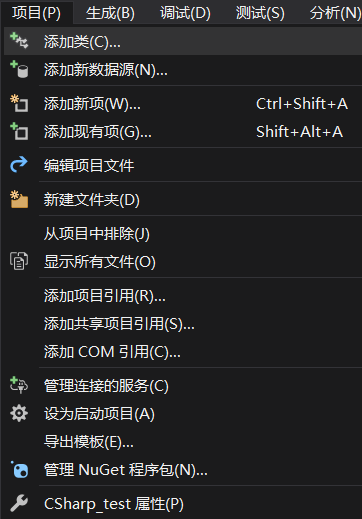 项目(P) 生成(B) 调试(D) 测试(S) 分析(N)
添加类(C)...
添加新数据源(N)...
添加新项(W)... Ctrl+Shift+A
添加现有项(G)... Shift+Alt+A
编辑项目文件
新建文件夹(D)
从项目中排除(J)
显示所有文件(O)
添加项目引用(R)...
添加共享项目引用(S)...
添加 COM 引用(C)...
管理连接的服务(C)
设为启动项目(A)
导出模板(E)...
管理 NuGet 程序包(N)...
CSharp_test 属性(P)